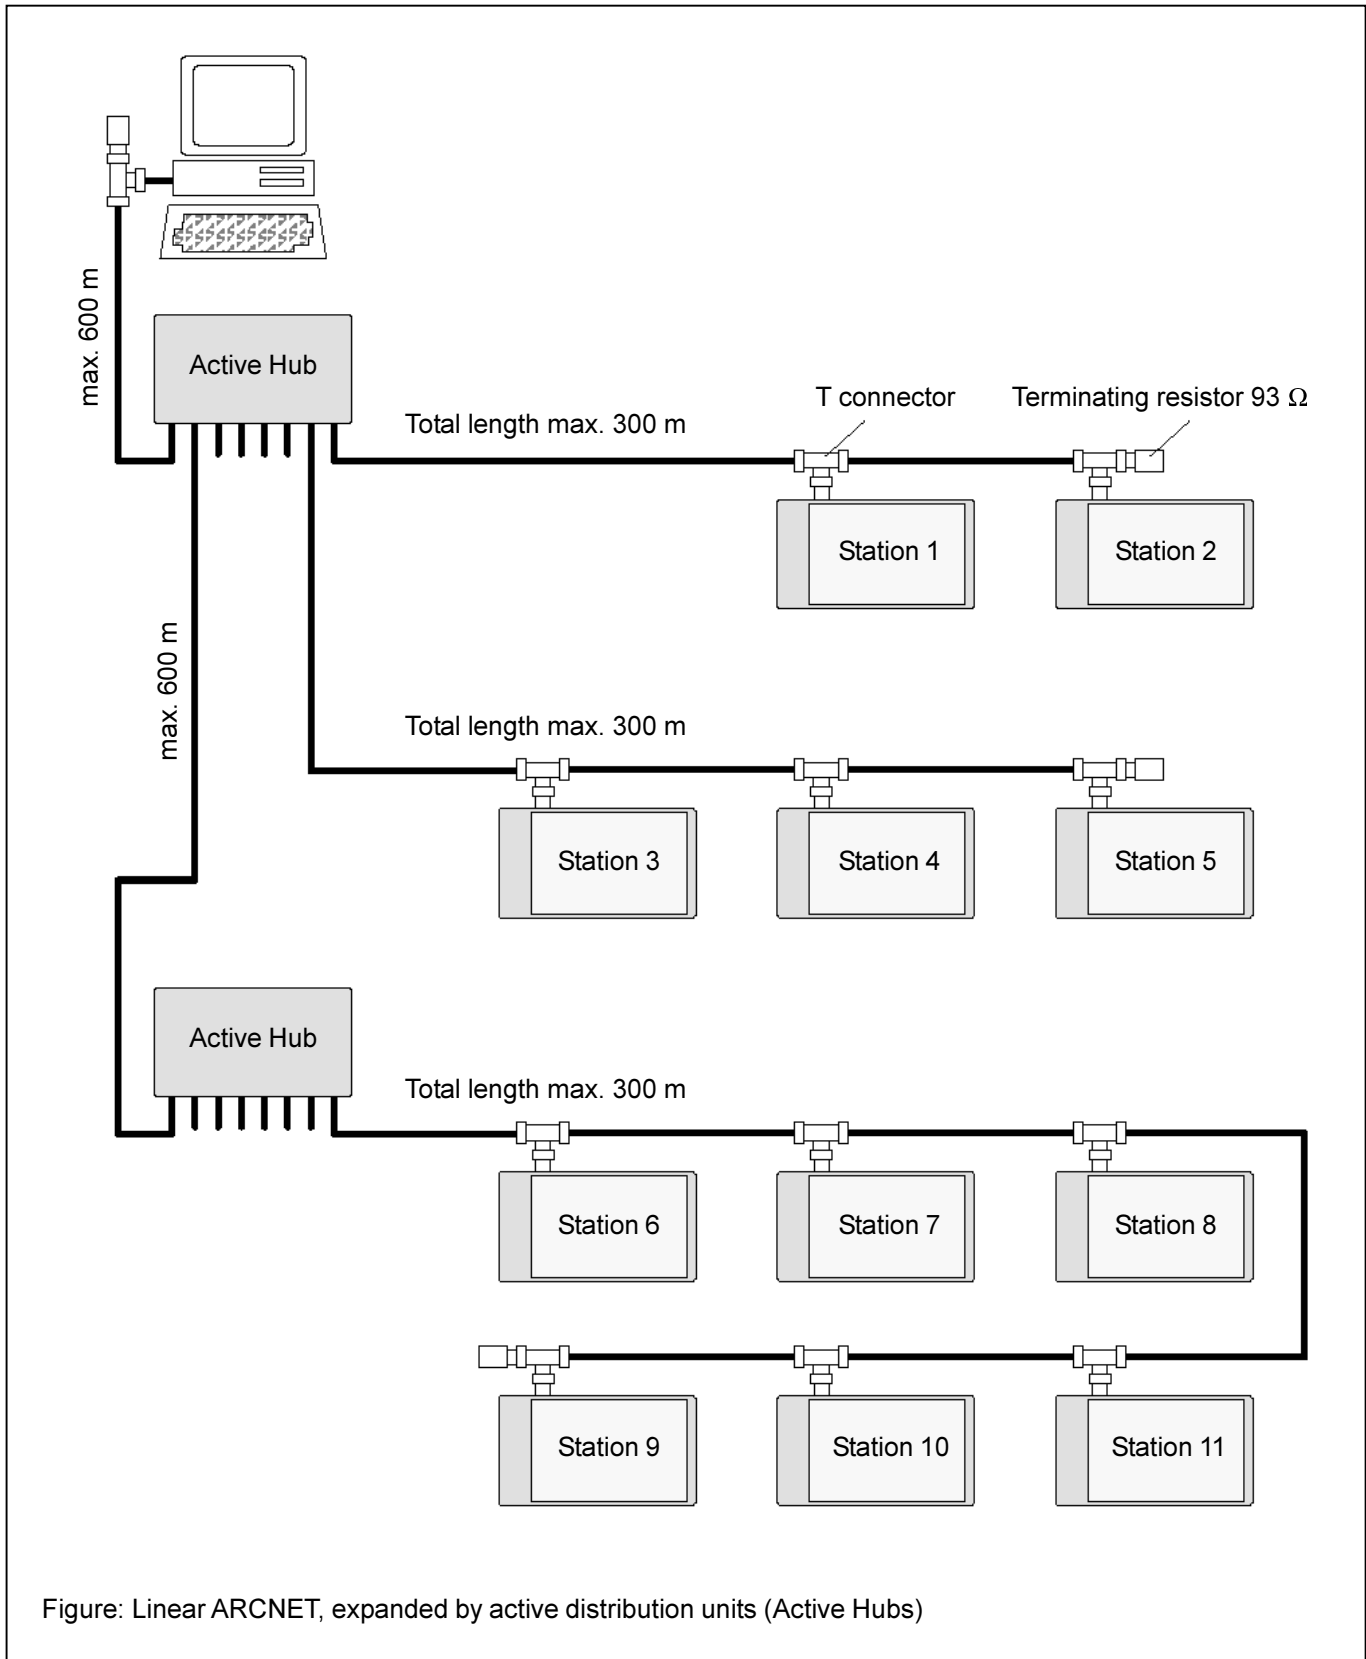 max. 600 m
Active Hub
T connector
Terminating resistor 93 Ω
Total length max. 300 m
Station 1
Station 2
max. 600 m
Total length max. 300 m
Station 3
Station 4
Station 5
Active Hub
Total length max. 300 m
Station 6
Station 7
Station 8
Station 9
Station 10
Station 11
Figure: Linear ARCNET, expanded by active distribution units (Active Hubs)